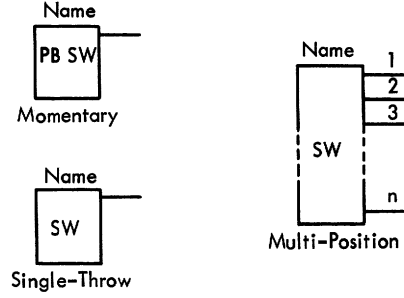 Name
PB SW
Momentary
Name
SW
Single-Throw
Name
1
2
3
SW
n
Multi-Position